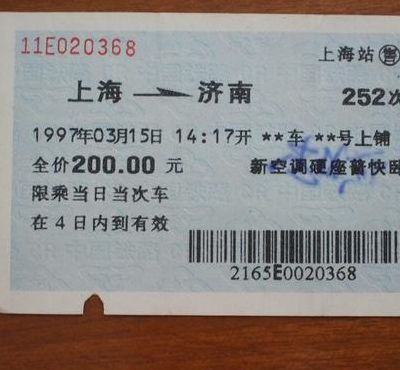 11E020368
上海站㊕售
上海 → 济南 252次
1997年03月15日 14:17开 **车 **号上铺
全价200.00 元 新空调硬座普快卧
限乘当日当次车
在4日内到有效
2165E0020368